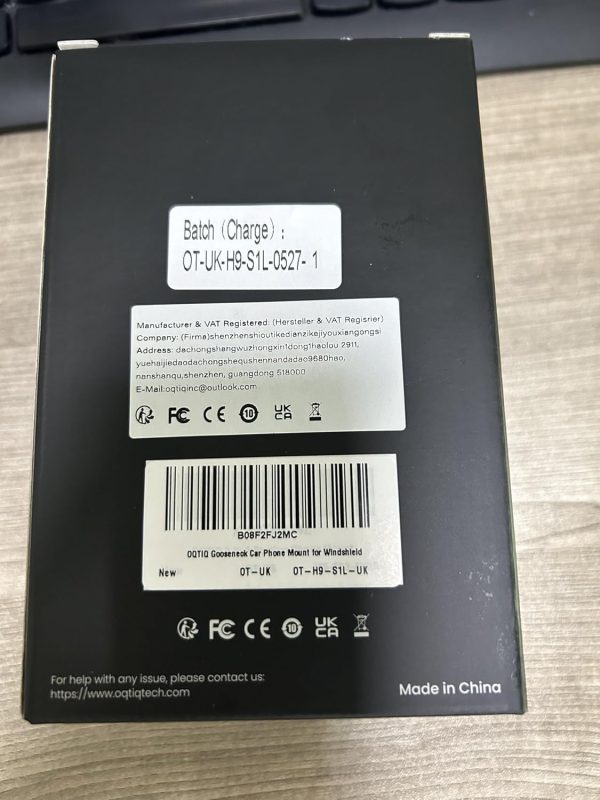 Batch (Charge):
OT-UK-H9-S1L-0527- 1
Manufacturer & VAT Registered: (Hersteller & VAT Regisrier)
Company: (Firma)shenzhenshioutikedianzikejiyouxiangongsi
Address: dachongshangwuzhongxin1dong1haolou 2911,
yuehaijiedaodachongshequshennandadao9680hao,
nanshanqu,shenzhen, guangdong 518000
E-Mail:oqtiqinc@outlook.com
FC CE 10 UK CA
B08F2FJ2MC
OQTIQ Gooseneck Car Phone Mount for Windshield
New OT-UK OT-H9-S1L-UK
FC CE 10 UK CA
For help with any issue, please contact us:
https://www.oqtiqtech.com
Made in China